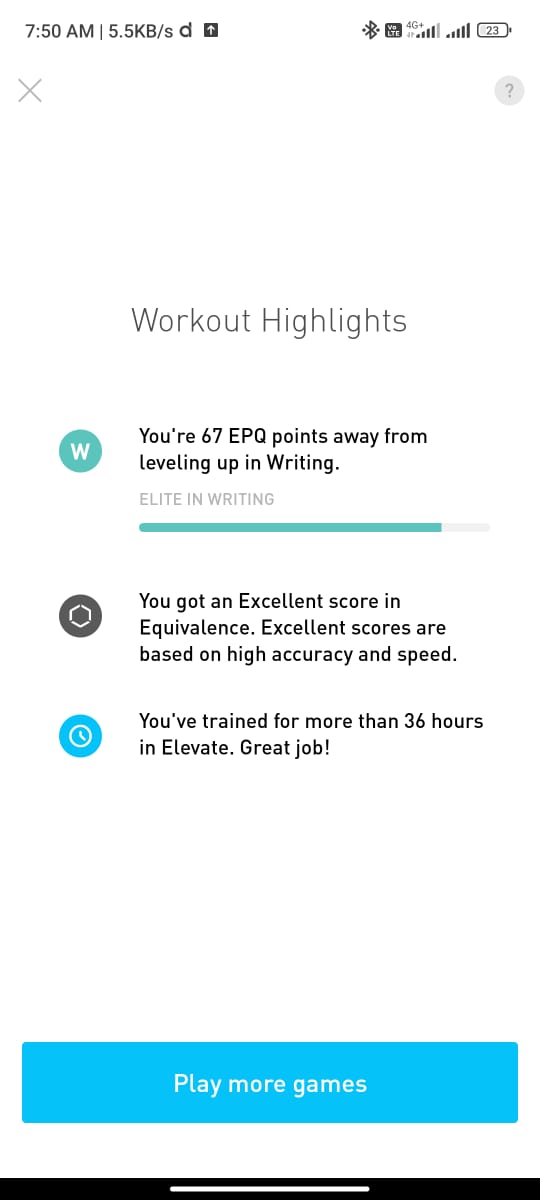 7:50 AM | 5.5KB/s d
Vo LTE 4G+ 23
?
Workout Highlights
W
You're 67 EPQ points away from
leveling up in Writing.
ELITE IN WRITING
You got an Excellent score in
Equivalence. Excellent scores are
based on high accuracy and speed.
You've trained for more than 36 hours
in Elevate. Great job!
Play more games